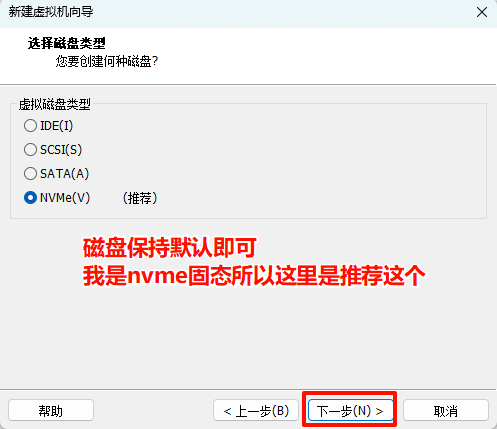 新建虚拟机向导
选择磁盘类型
您要创建何种磁盘?
虚拟磁盘类型
IDE(I)
SCSI(S)
SATA(A)
NVMe(V) (推荐)
磁盘保持默认即可
我是nvme固态所以这里是推荐这个
帮助 < 上一步(B) 下一步(N) > 取消